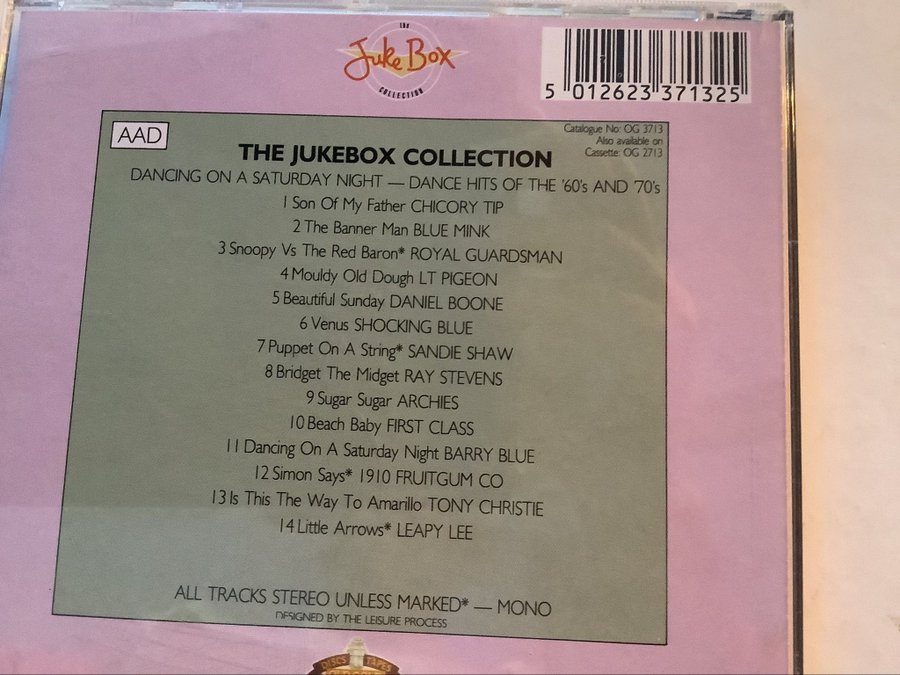 THE
Juke Box
COLLECTION
5 012623 371325
AAD
Catalogue No: OG 3713
Also available on
Cassette: OG 2713
THE JUKEBOX COLLECTION
DANCING ON A SATURDAY NIGHT — DANCE HITS OF THE '60's AND '70's
1 Son Of My Father CHICORY TIP
2 The Banner Man BLUE MINK
3 Snoopy Vs The Red Baron* ROYAL GUARDSMAN
4 Mouldy Old Dough LT PIGEON
5 Beautiful Sunday DANIEL BOONE
6 Venus SHOCKING BLUE
7 Puppet On A String* SANDIE SHAW
8 Bridget The Midget RAY STEVENS
9 Sugar Sugar ARCHIES
10 Beach Baby FIRST CLASS
11 Dancing On A Saturday Night BARRY BLUE
12 Simon Says* 1910 FRUITGUM CO
13 Is This The Way To Amarillo TONY CHRISTIE
14 Little Arrows* LEAPY LEE
ALL TRACKS STEREO UNLESS MARKED* — MONO
DESIGNED BY THE LEISURE PROCESS
DISCS TAPES